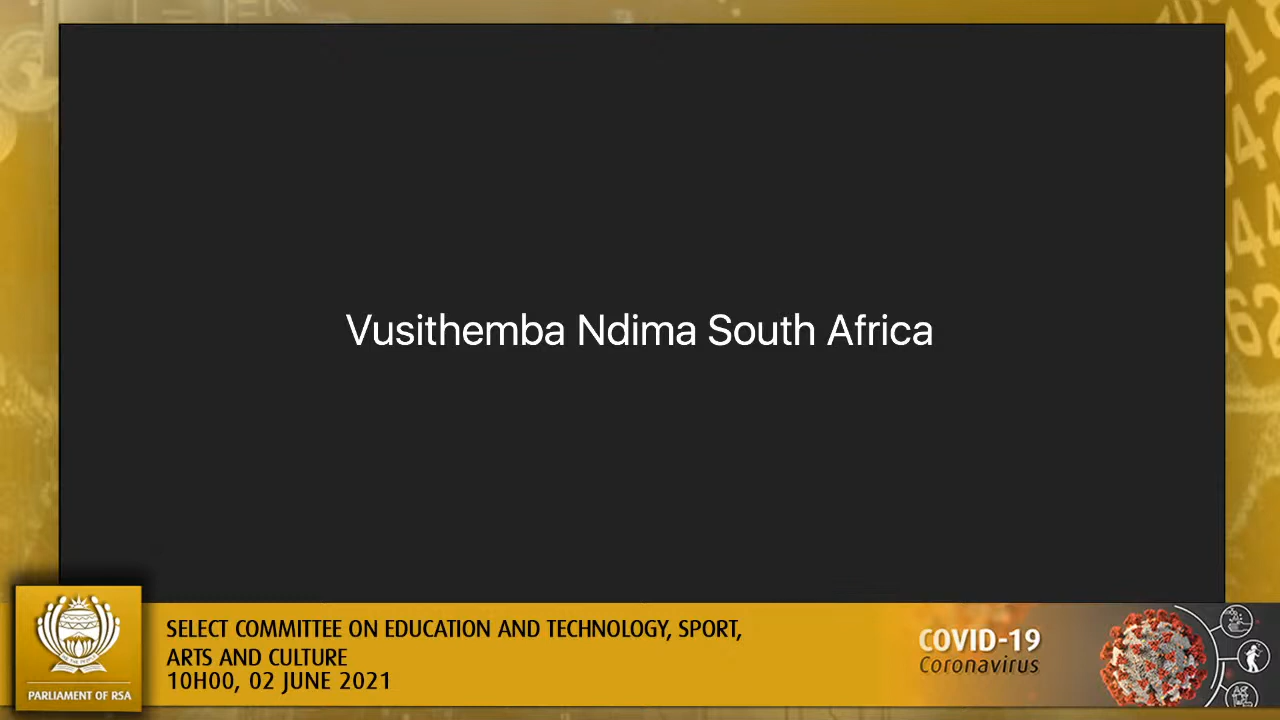 Vusithemba Ndima South Africa
SELECT COMMITTEE ON EDUCATION AND TECHNOLOGY, SPORT,
ARTS AND CULTURE
10H00, 02 JUNE 2021
PARLIAMENT OF RSA
COVID-19
Coronavirus